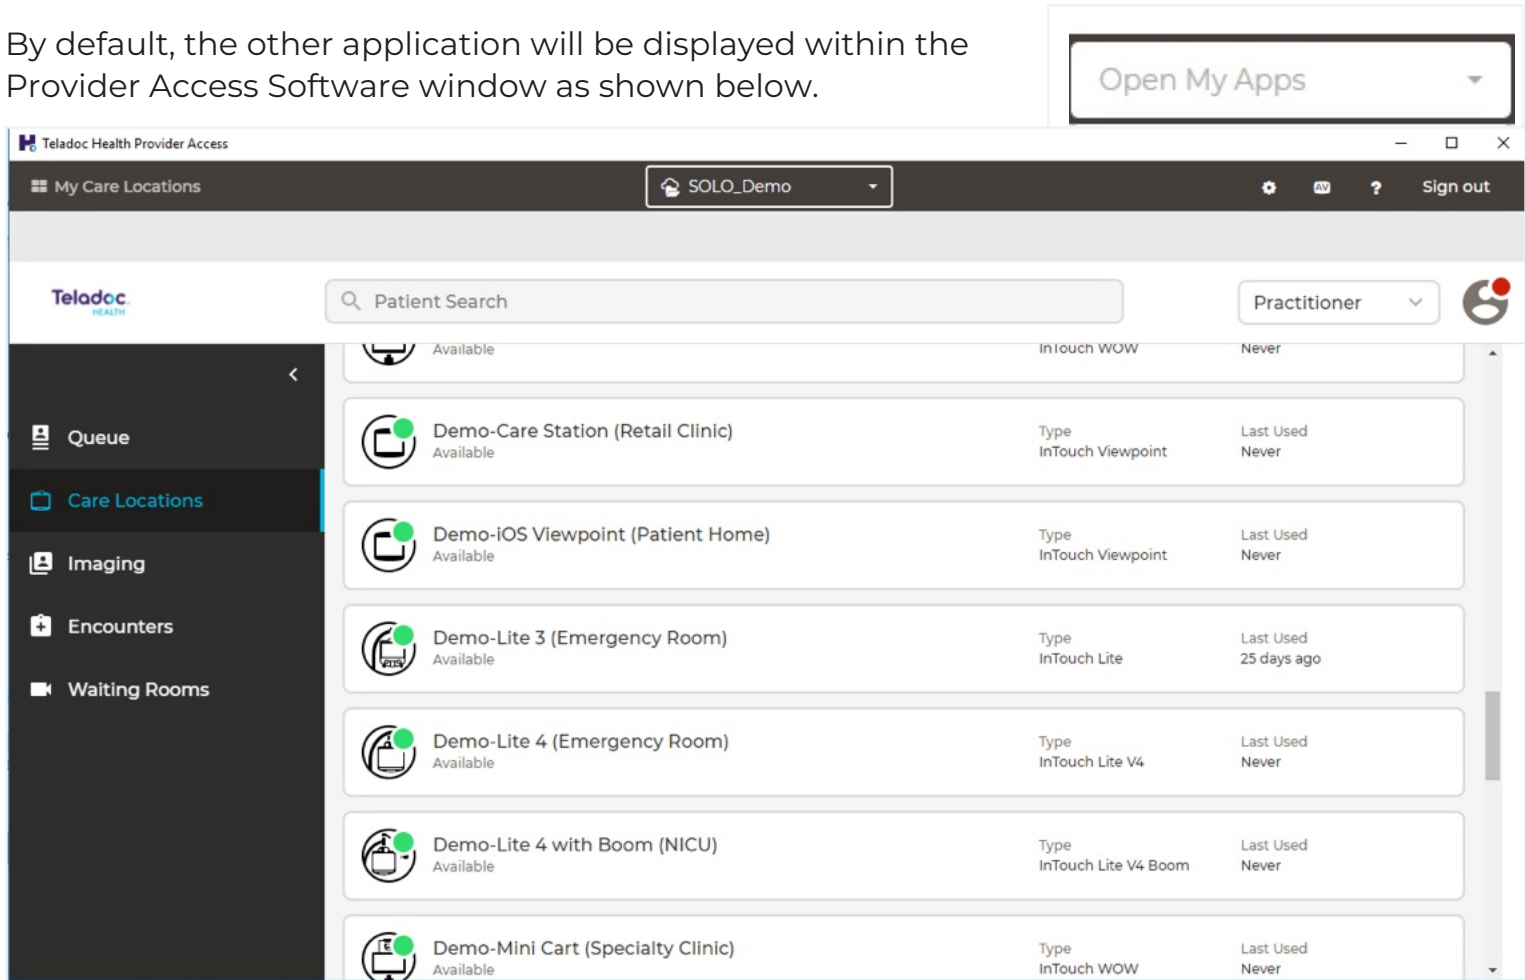 By default, the other application will be displayed within the
Provider Access Software window as shown below.
Open My Apps
Teladoc Health Provider Access
My Care Locations
SOLO_Demo
AV
?
Sign out
Teladoc
HEALTH
Patient Search
Practitioner
Available
InTouch WOW
Never
Queue
Care Locations
Imaging
Encounters
Waiting Rooms
Demo-Care Station (Retail Clinic)
Available
Type
InTouch Viewpoint
Last Used
Never
Demo-iOS Viewpoint (Patient Home)
Available
Type
InTouch Viewpoint
Last Used
Never
Demo-Lite 3 (Emergency Room)
Available
Type
InTouch Lite
Last Used
25 days ago
Demo-Lite 4 (Emergency Room)
Available
Type
InTouch Lite V4
Last Used
Never
Demo-Lite 4 with Boom (NICU)
Available
Type
InTouch Lite V4 Boom
Last Used
Never
Demo-Mini Cart (Specialty Clinic)
Available
Type
InTouch WOW
Last Used
Never